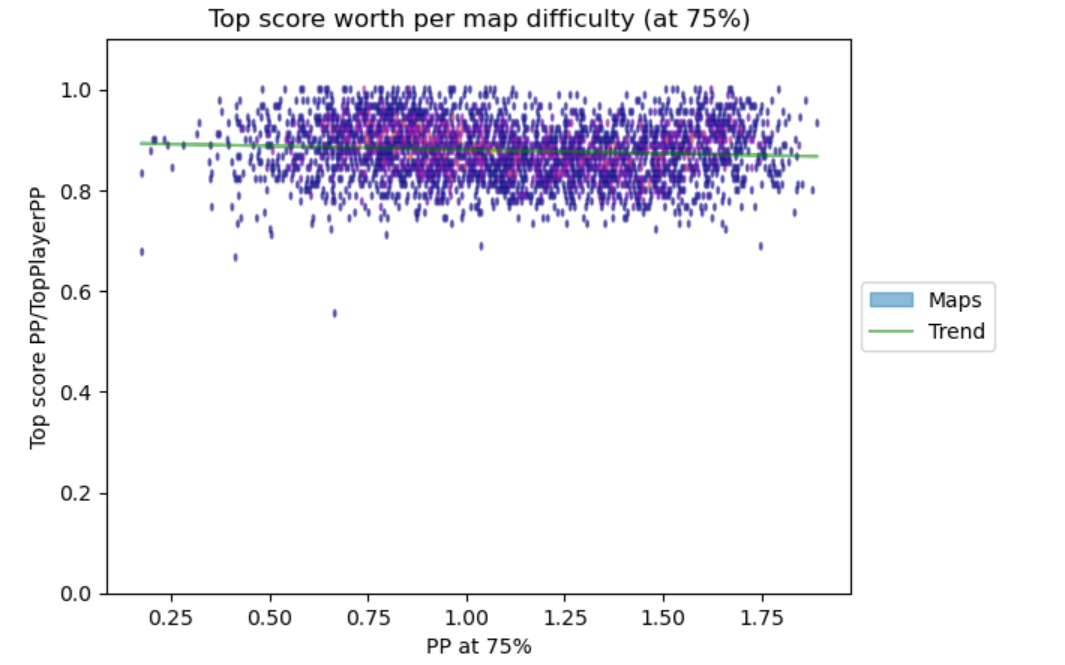 Top score worth per map difficulty (at 75%)
Top score PP/TopPlayerPP
1.0
0.8
0.6
0.4
0.2
0.0
0.25 0.50 0.75 1.00 1.25 1.50 1.75
PP at 75%
Maps
Trend